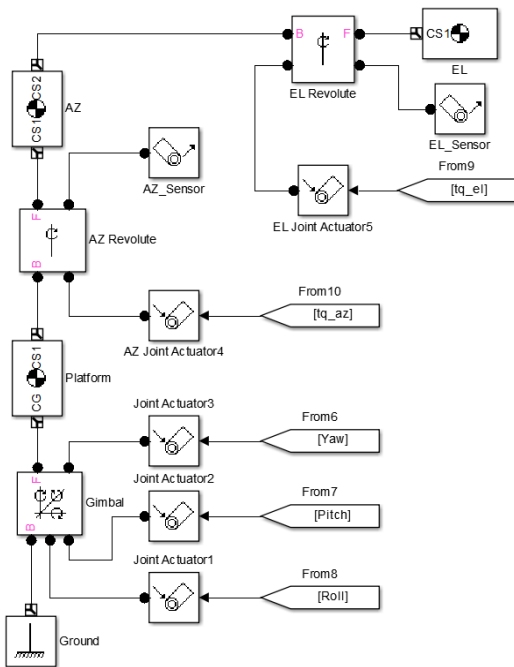 B
F
CS1
EL
EL Revolute
CS2
CS1
AZ
EL_Sensor
AZ_Sensor
From9
[tq_el]
EL Joint Actuator5
F
B
AZ Revolute
From10
[tq_az]
AZ Joint Actuator4
CS1
CG
Platform
Joint Actuator3
From6
[Yaw]
F
B
Gimbal
Joint Actuator2
From7
[Pitch]
Joint Actuator1
From8
[Roll]
Ground